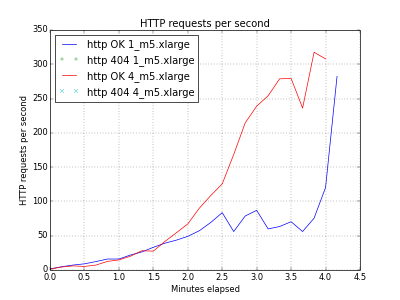 HTTP requests per second
350
300
250
200
150
100
50
0
HTTP requests per second
http OK 1_m5.xlarge
http 404 1_m5.xlarge
http OK 4_m5.xlarge
http 404 4_m5.xlarge
0.0 0.5 1.0 1.5 2.0 2.5 3.0 3.5 4.0 4.5
Minutes elapsed